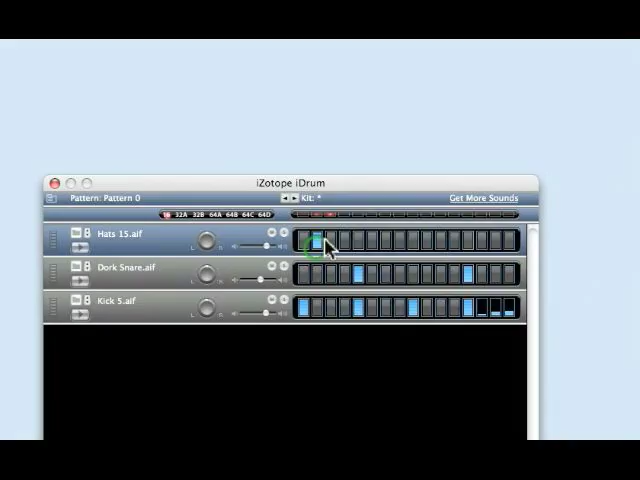 iZotope iDrum
Pattern: Pattern 0 Kit: * Get More Sounds
16 32A 32B 64A 64B 64C 64D
Hats 15.aif
Dork Snare.aif
Kick 5.aif